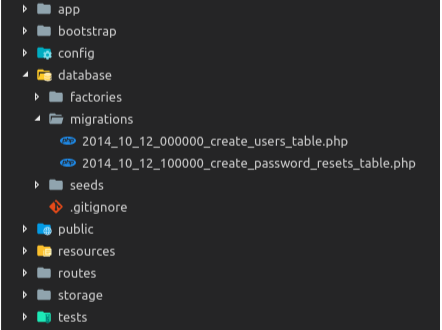 app
bootstrap
config
database
factories
migrations
2014_10_12_000000_create_users_table.php
2014_10_12_100000_create_password_resets_table.php
seeds
.gitignore
public
resources
routes
storage
tests